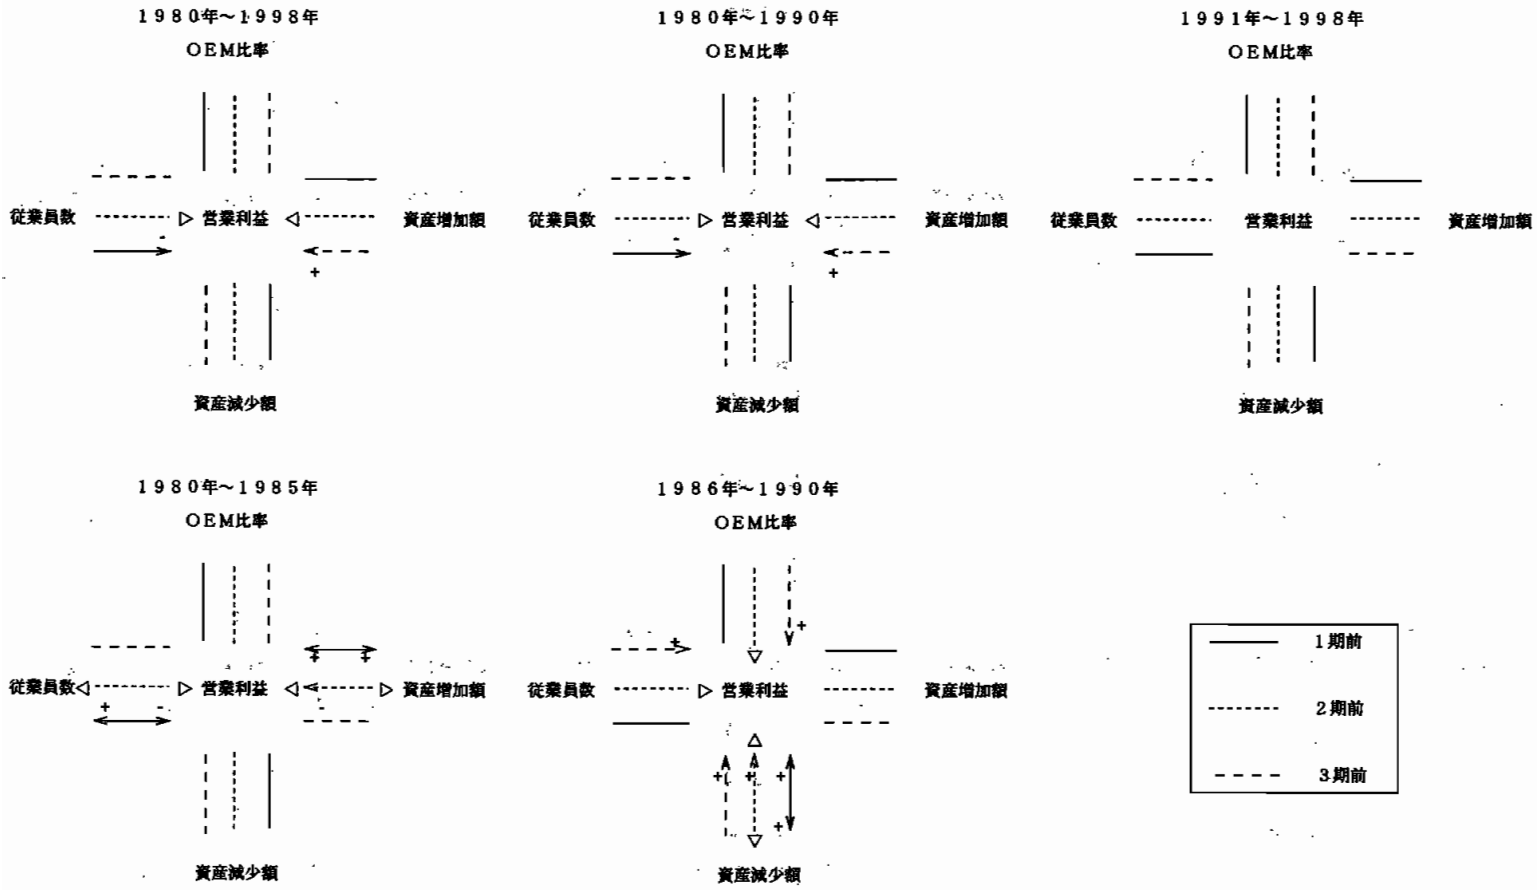 1980年～1998年
OEM比率
従業員数
営業利益
資産増加額
-
+
資産減少額
1980年～1990年
OEM比率
従業員数
営業利益
資産増加額
-
+
資産減少額
1991年～1998年
OEM比率
従業員数
営業利益
資産増加額
資産減少額
1980年～1985年
OEM比率
+ +
従業員数
営業利益
資産増加額
+ - -
資産減少額
1986年～1990年
OEM比率
+
+
従業員数
営業利益
資産増加額
+ + +
+
資産減少額
1期前
2期前
3期前